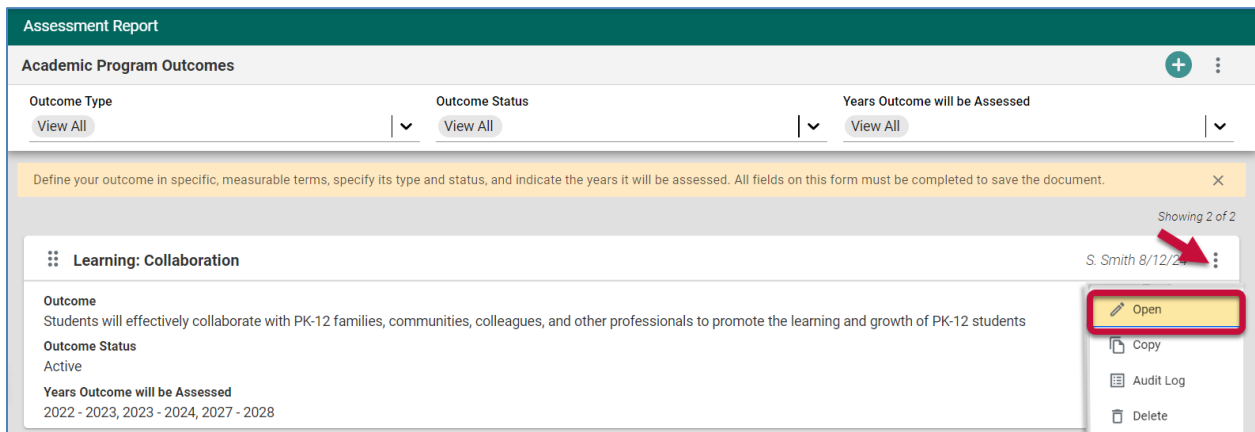 Assessment Report
Academic Program Outcomes
Outcome Type
View All
Outcome Status
View All
Years Outcome will be Assessed
View All
Define your outcome in specific, measurable terms, specify its type and status, and indicate the years it will be assessed. All fields on this form must be completed to save the document.
Showing 2 of 2
Learning: Collaboration
S. Smith 8/12/24
Outcome
Students will effectively collaborate with PK-12 families, communities, colleagues, and other professionals to promote the learning and growth of PK-12 students
Outcome Status
Active
Years Outcome will be Assessed
2022 - 2023, 2023 - 2024, 2027 - 2028
Open
Copy
Audit Log
Delete